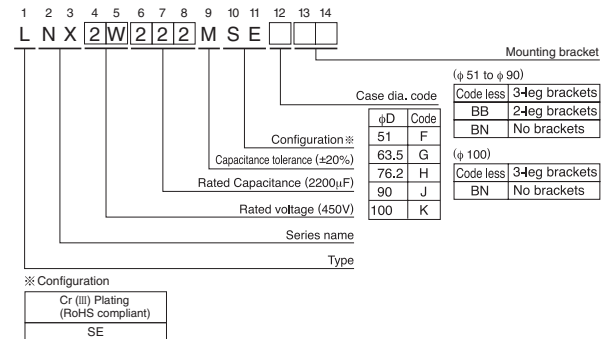 1 2 3 4 5 6 7 8 9 10 11 12 13 14
L N X 2 W 2 2 2 M S E
Mounting bracket
(φ 51 to φ 90)
Code less 3-leg brackets
BB 2-leg brackets
BN No brackets
(φ 100)
Code less 3-leg brackets
BN No brackets
Case dia. code
φD Code
51 F
63.5 G
76.2 H
90 J
100 K
Configuration※
Capacitance tolerance (±20%)
Rated Capacitance (2200μF)
Rated voltage (450V)
Series name
Type
※Configuration
Cr (III) Plating
(RoHS compliant)
SE